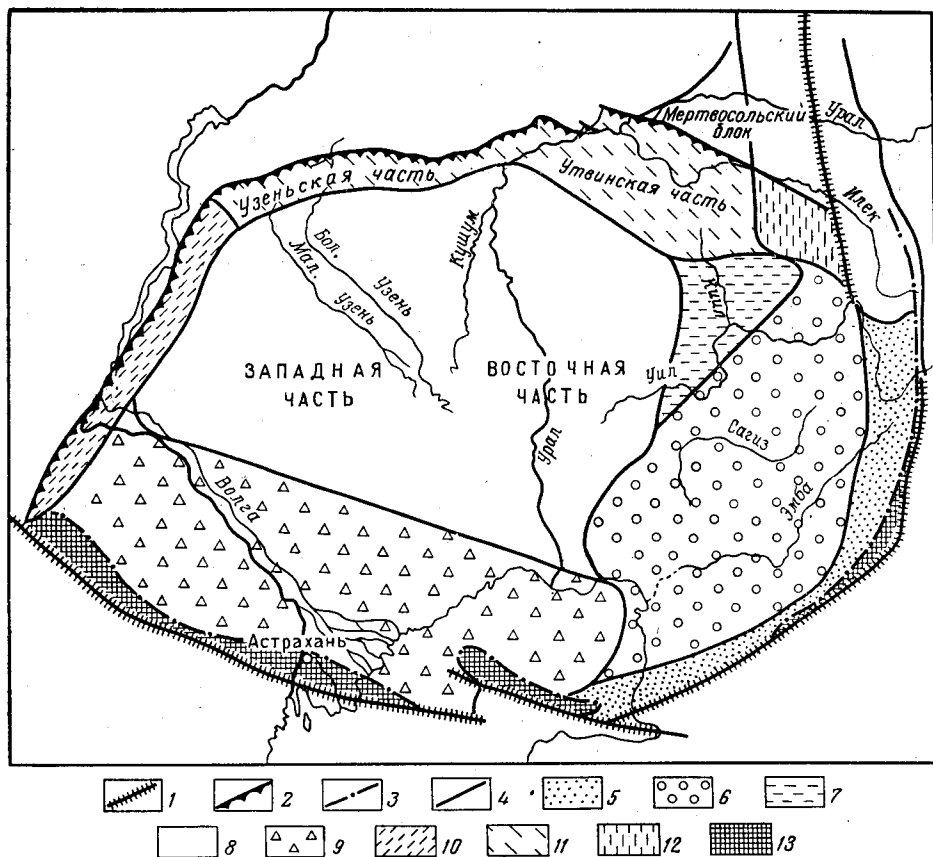 Мертвосольский
блок
Урал
Узеньская часть
Утвинская часть
Илек
Бол.
Узень
Мал.
Узень
Кушум
Киил
ЗАПАДНАЯ
ЧАСТЬ
ВОСТОЧНАЯ
ЧАСТЬ
Уил
Сагиз
Урал
Эмба
Волга
Астрахань
1 2 3 4 5 6 7
8 9 10 11 12 13